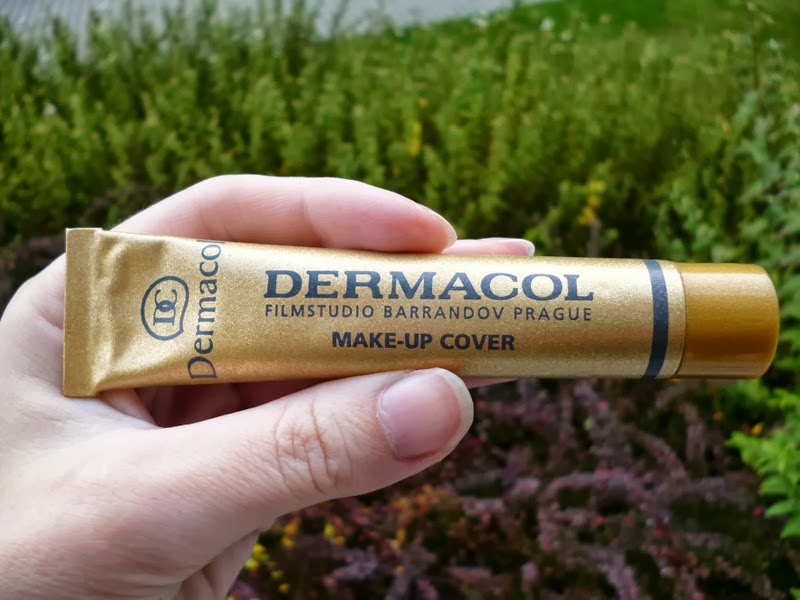 DC
Dermacol
DERMACOL
FILMSTUDIO BARRANDOV PRAGUE
MAKE-UP COVER